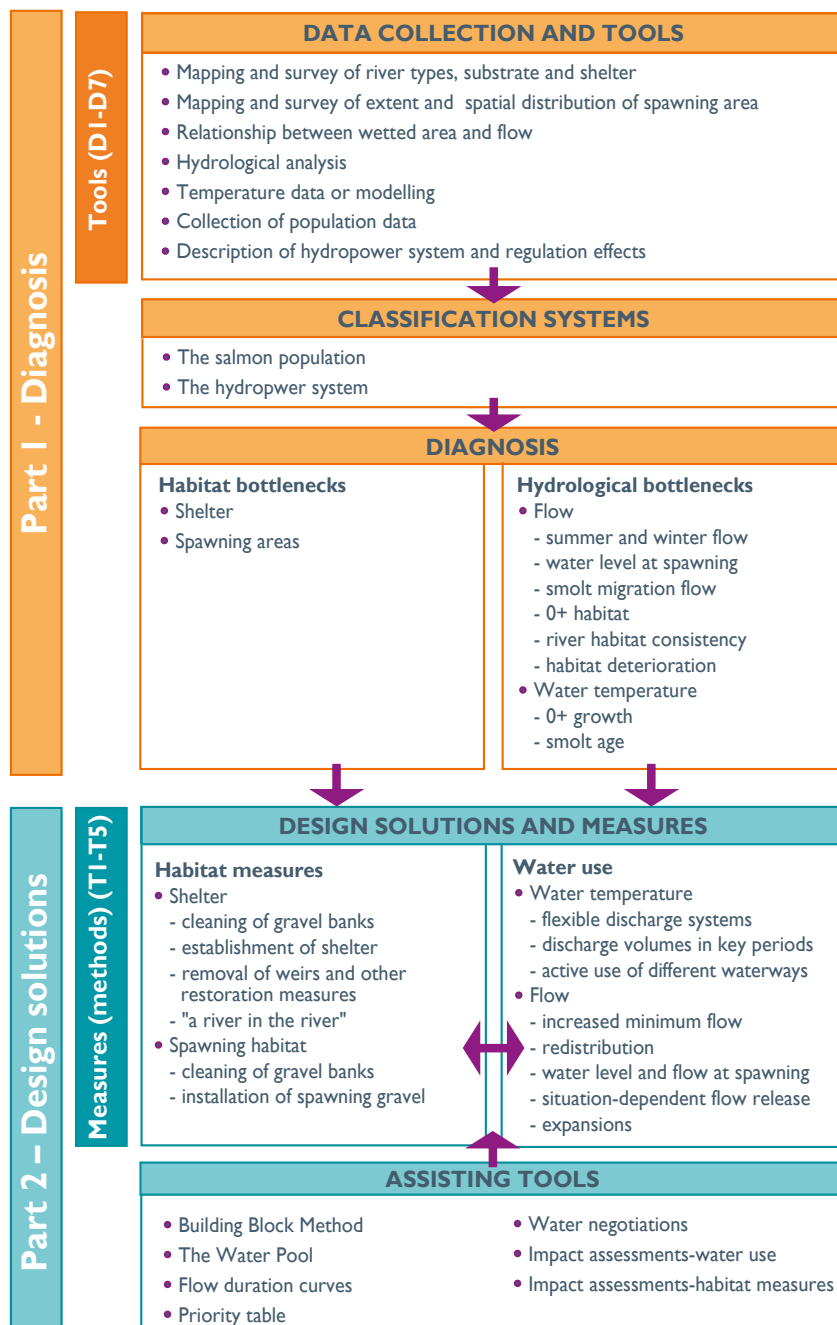 Part 1 - Diagnosis
Tools (D1-D7)
DATA COLLECTION AND TOOLS
• Mapping and survey of river types, substrate and shelter
• Mapping and survey of extent and spatial distribution of spawning area
• Relationship between wetted area and flow
• Hydrological analysis
• Temperature data or modelling
• Collection of population data
• Description of hydropower system and regulation effects
CLASSIFICATION SYSTEMS
• The salmon population
• The hydropwer system
DIAGNOSIS
Habitat bottlenecks
• Shelter
• Spawning areas
Hydrological bottlenecks
• Flow
- summer and winter flow
- water level at spawning
- smolt migration flow
- 0+ habitat
- river habitat consistency
- habitat deterioration
• Water temperature
- 0+ growth
- smolt age
Part 2 – Design solutions
Measures (methods) (T1-T5)
DESIGN SOLUTIONS AND MEASURES
Habitat measures
• Shelter
- cleaning of gravel banks
- establishment of shelter
- removal of weirs and other
restoration measures
- "a river in the river"
• Spawning habitat
- cleaning of gravel banks
- installation of spawning gravel
Water use
• Water temperature
- flexible discharge systems
- discharge volumes in key periods
- active use of different waterways
• Flow
- increased minimum flow
- redistribution
- water level and flow at spawning
- situation-dependent flow release
- expansions
ASSISTING TOOLS
• Building Block Method
• The Water Pool
• Flow duration curves
• Priority table
• Water negotiations
• Impact assessments-water use
• Impact assessments-habitat measures